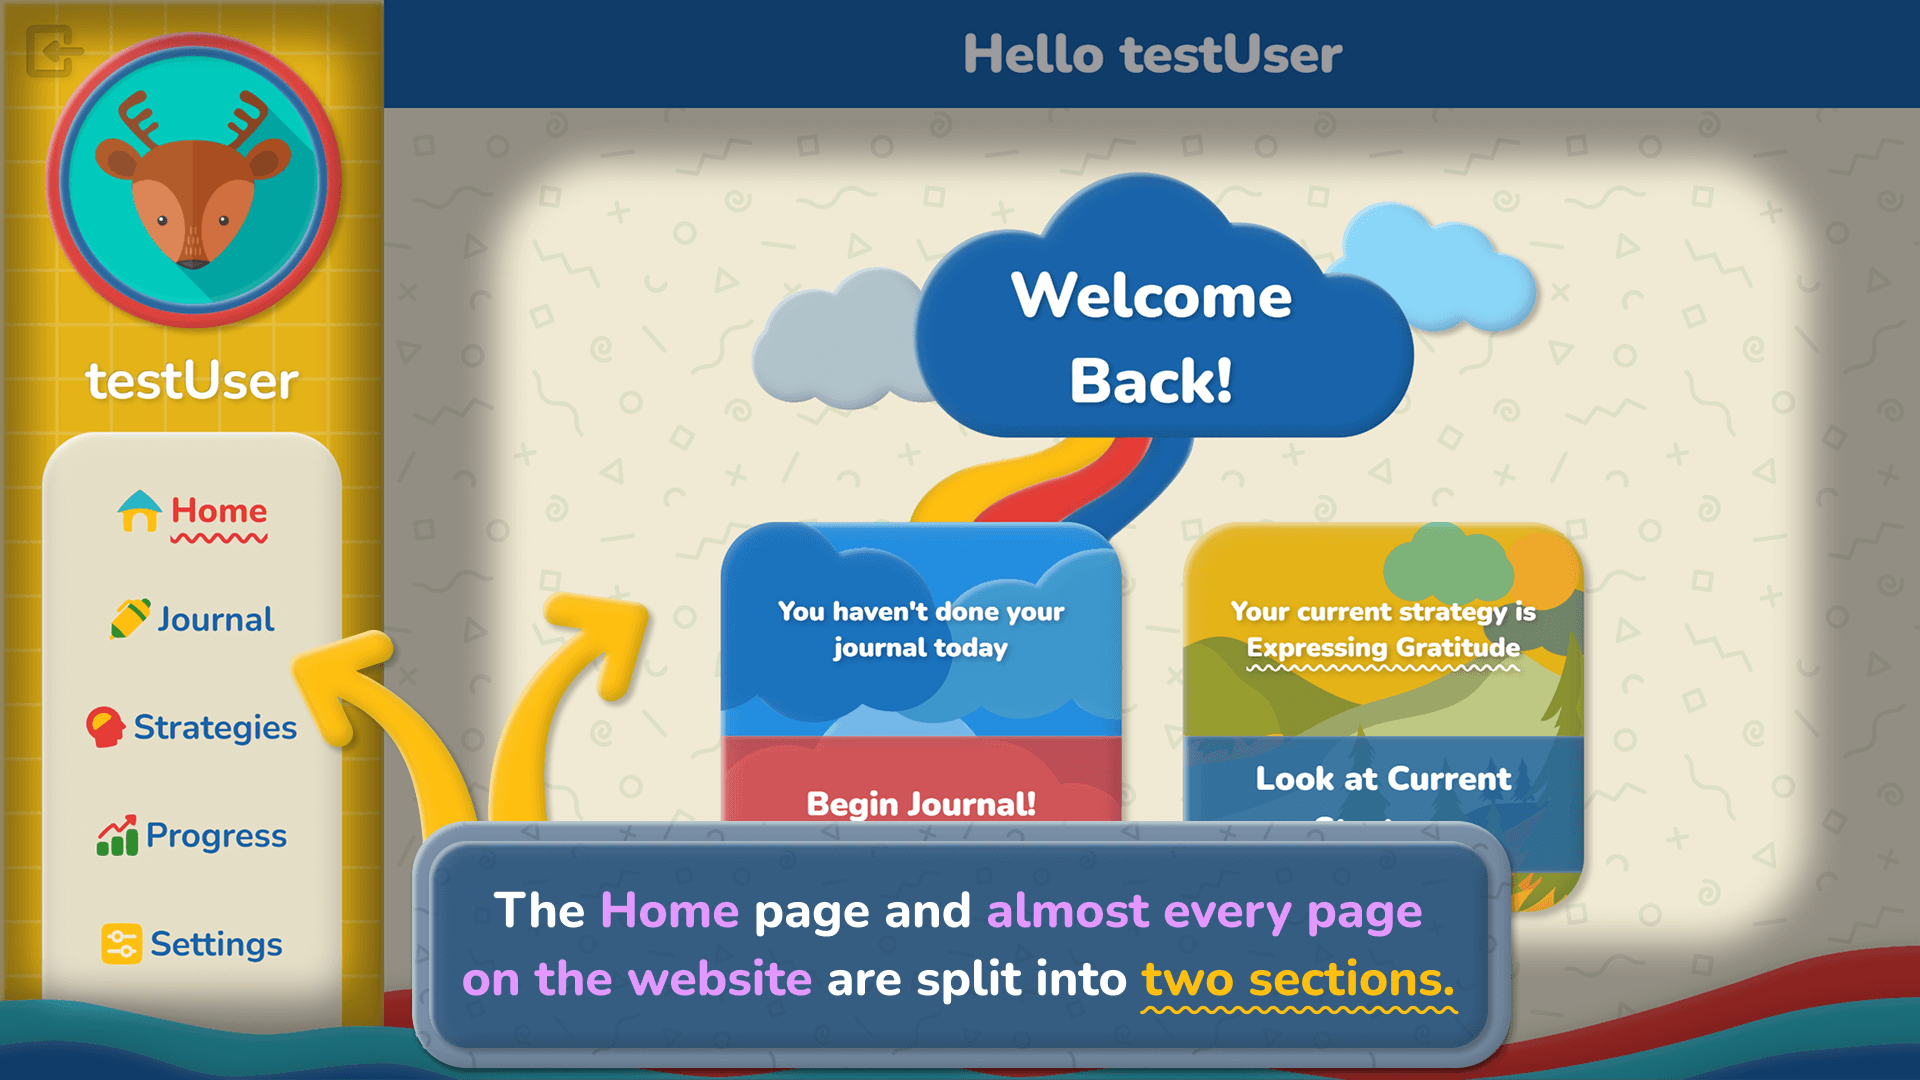 Hello testUser
testUser
Home
Journal
Strategies
Progress
Settings
Welcome
Back!
You haven't done your
journal today
Begin Journal!
Your current strategy is
Expressing Gratitude
Look at Current
The Home page and almost every page
on the website are split into two sections.